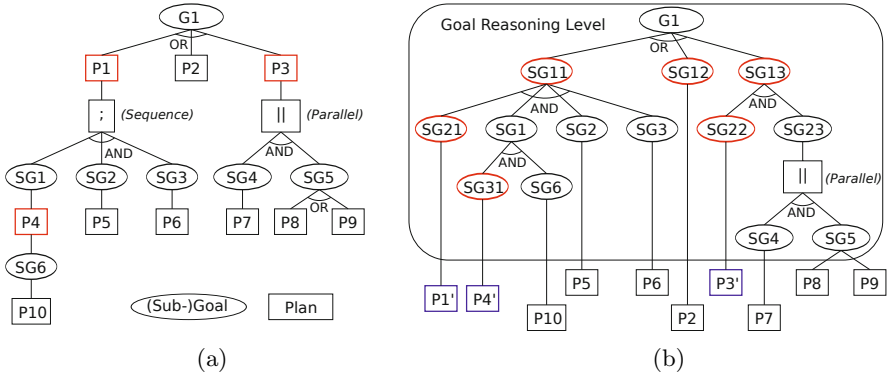 G1
OR
P1
P2
P3
;
(Sequence)
||
(Parallel)
AND
AND
SG1
SG2
SG3
SG4
SG5
OR
P4
P5
P6
P7
P8
P9
SG6
P10
(Sub-)Goal
Plan
(a)
Goal Reasoning Level
G1
OR
SG11
SG12
SG13
AND
AND
SG21
SG1
SG2
SG3
SG22
SG23
AND
SG31
SG6
||
(Parallel)
AND
SG4
SG5
P1'
P4'
P5
P6
P3'
P8
P9
P10
P2
P7
(b)